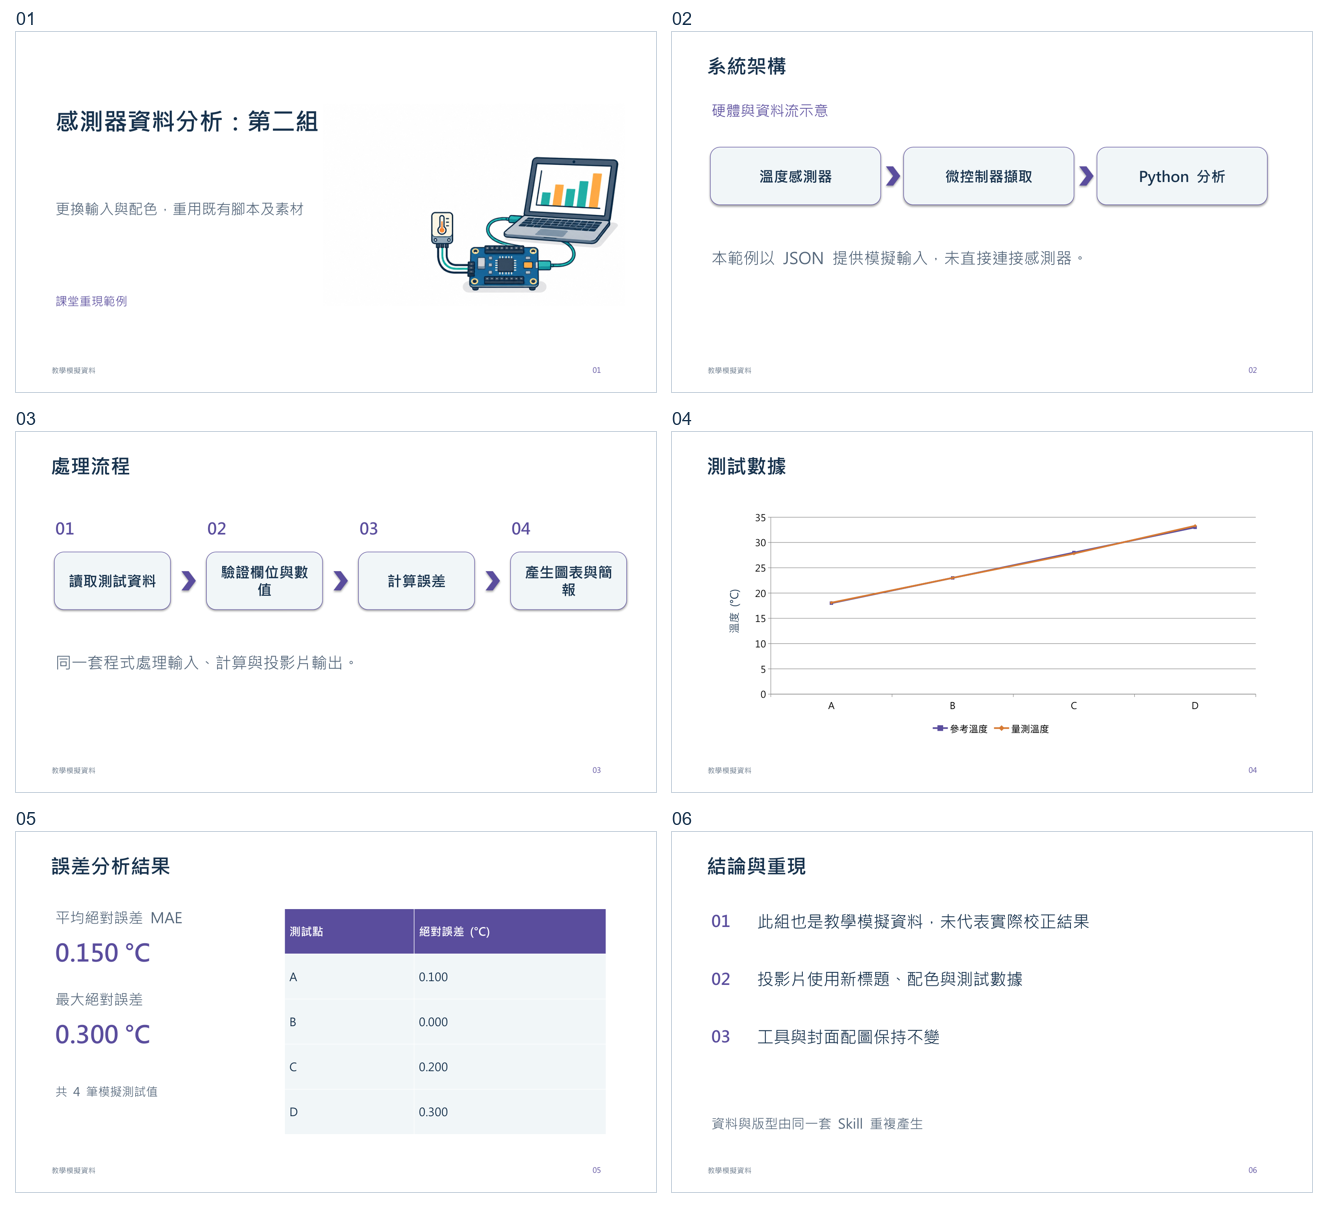 01
感測器資料分析：第二組
更換輸入與配色，重用既有腳本及素材
課堂重現範例
教學模擬資料
01
02
系統架構
硬體與資料流示意
溫度感測器
微控制器擷取
Python 分析
本範例以 JSON 提供模擬輸入，未直接連接感測器。
教學模擬資料
02
03
處理流程
01
02
03
04
讀取測試資料
驗證欄位與數
值
計算誤差
產生圖表與簡
報
同一套程式處理輸入、計算與投影片輸出。
教學模擬資料
03
04
測試數據
溫度 (°C)
35
30
25
20
15
10
5
0
A
B
C
D
參考溫度
量測溫度
教學模擬資料
04
05
誤差分析結果
平均絕對誤差 MAE
0.150 °C
最大絕對誤差
0.300 °C
共 4 筆模擬測試值
測試點 絕對誤差 (°C)
A 0.100
B 0.000
C 0.200
D 0.300
教學模擬資料
05
06
結論與重現
01 此組也是教學模擬資料，未代表實際校正結果
02 投影片使用新標題、配色與測試數據
03 工具與封面配圖保持不變
資料與版型由同一套 Skill 重複產生
教學模擬資料
06